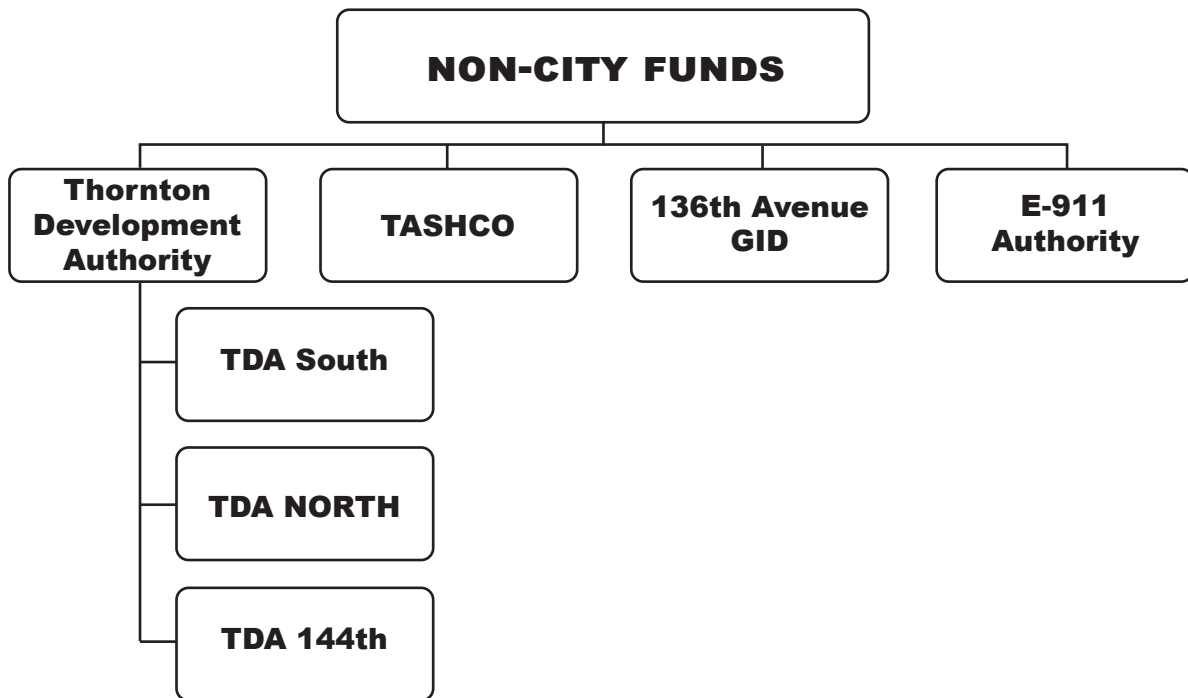 NON-CITY FUNDS
Thornton
Development
Authority
TASHCO
136th Avenue
GID
E-911
Authority
TDA South
TDA NORTH
TDA 144th